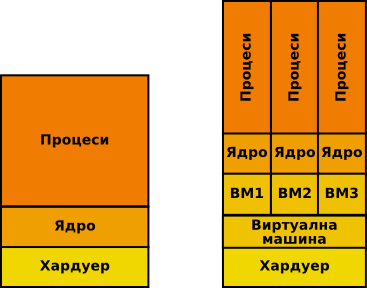 Процеси
Ядро
Хардуер
Процеси Процеси Процеси
Ядро Ядро Ядро
ВМ1 ВМ2 ВМ3
Виртуална
машина
Хардуер